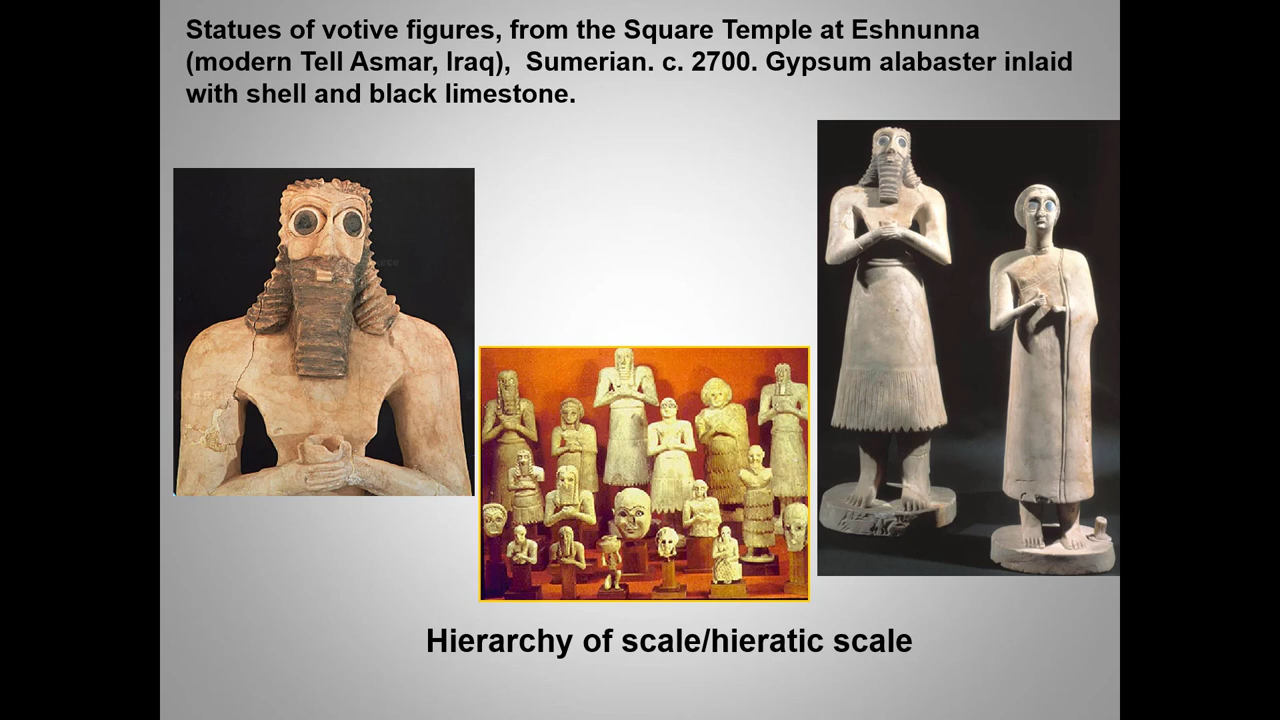 Statues of votive figures, from the Square Temple at Eshnunna
(modern Tell Asmar, Iraq),  Sumerian. c. 2700. Gypsum alabaster inlaid
with shell and black limestone.
Hierarchy of scale/hieratic scale